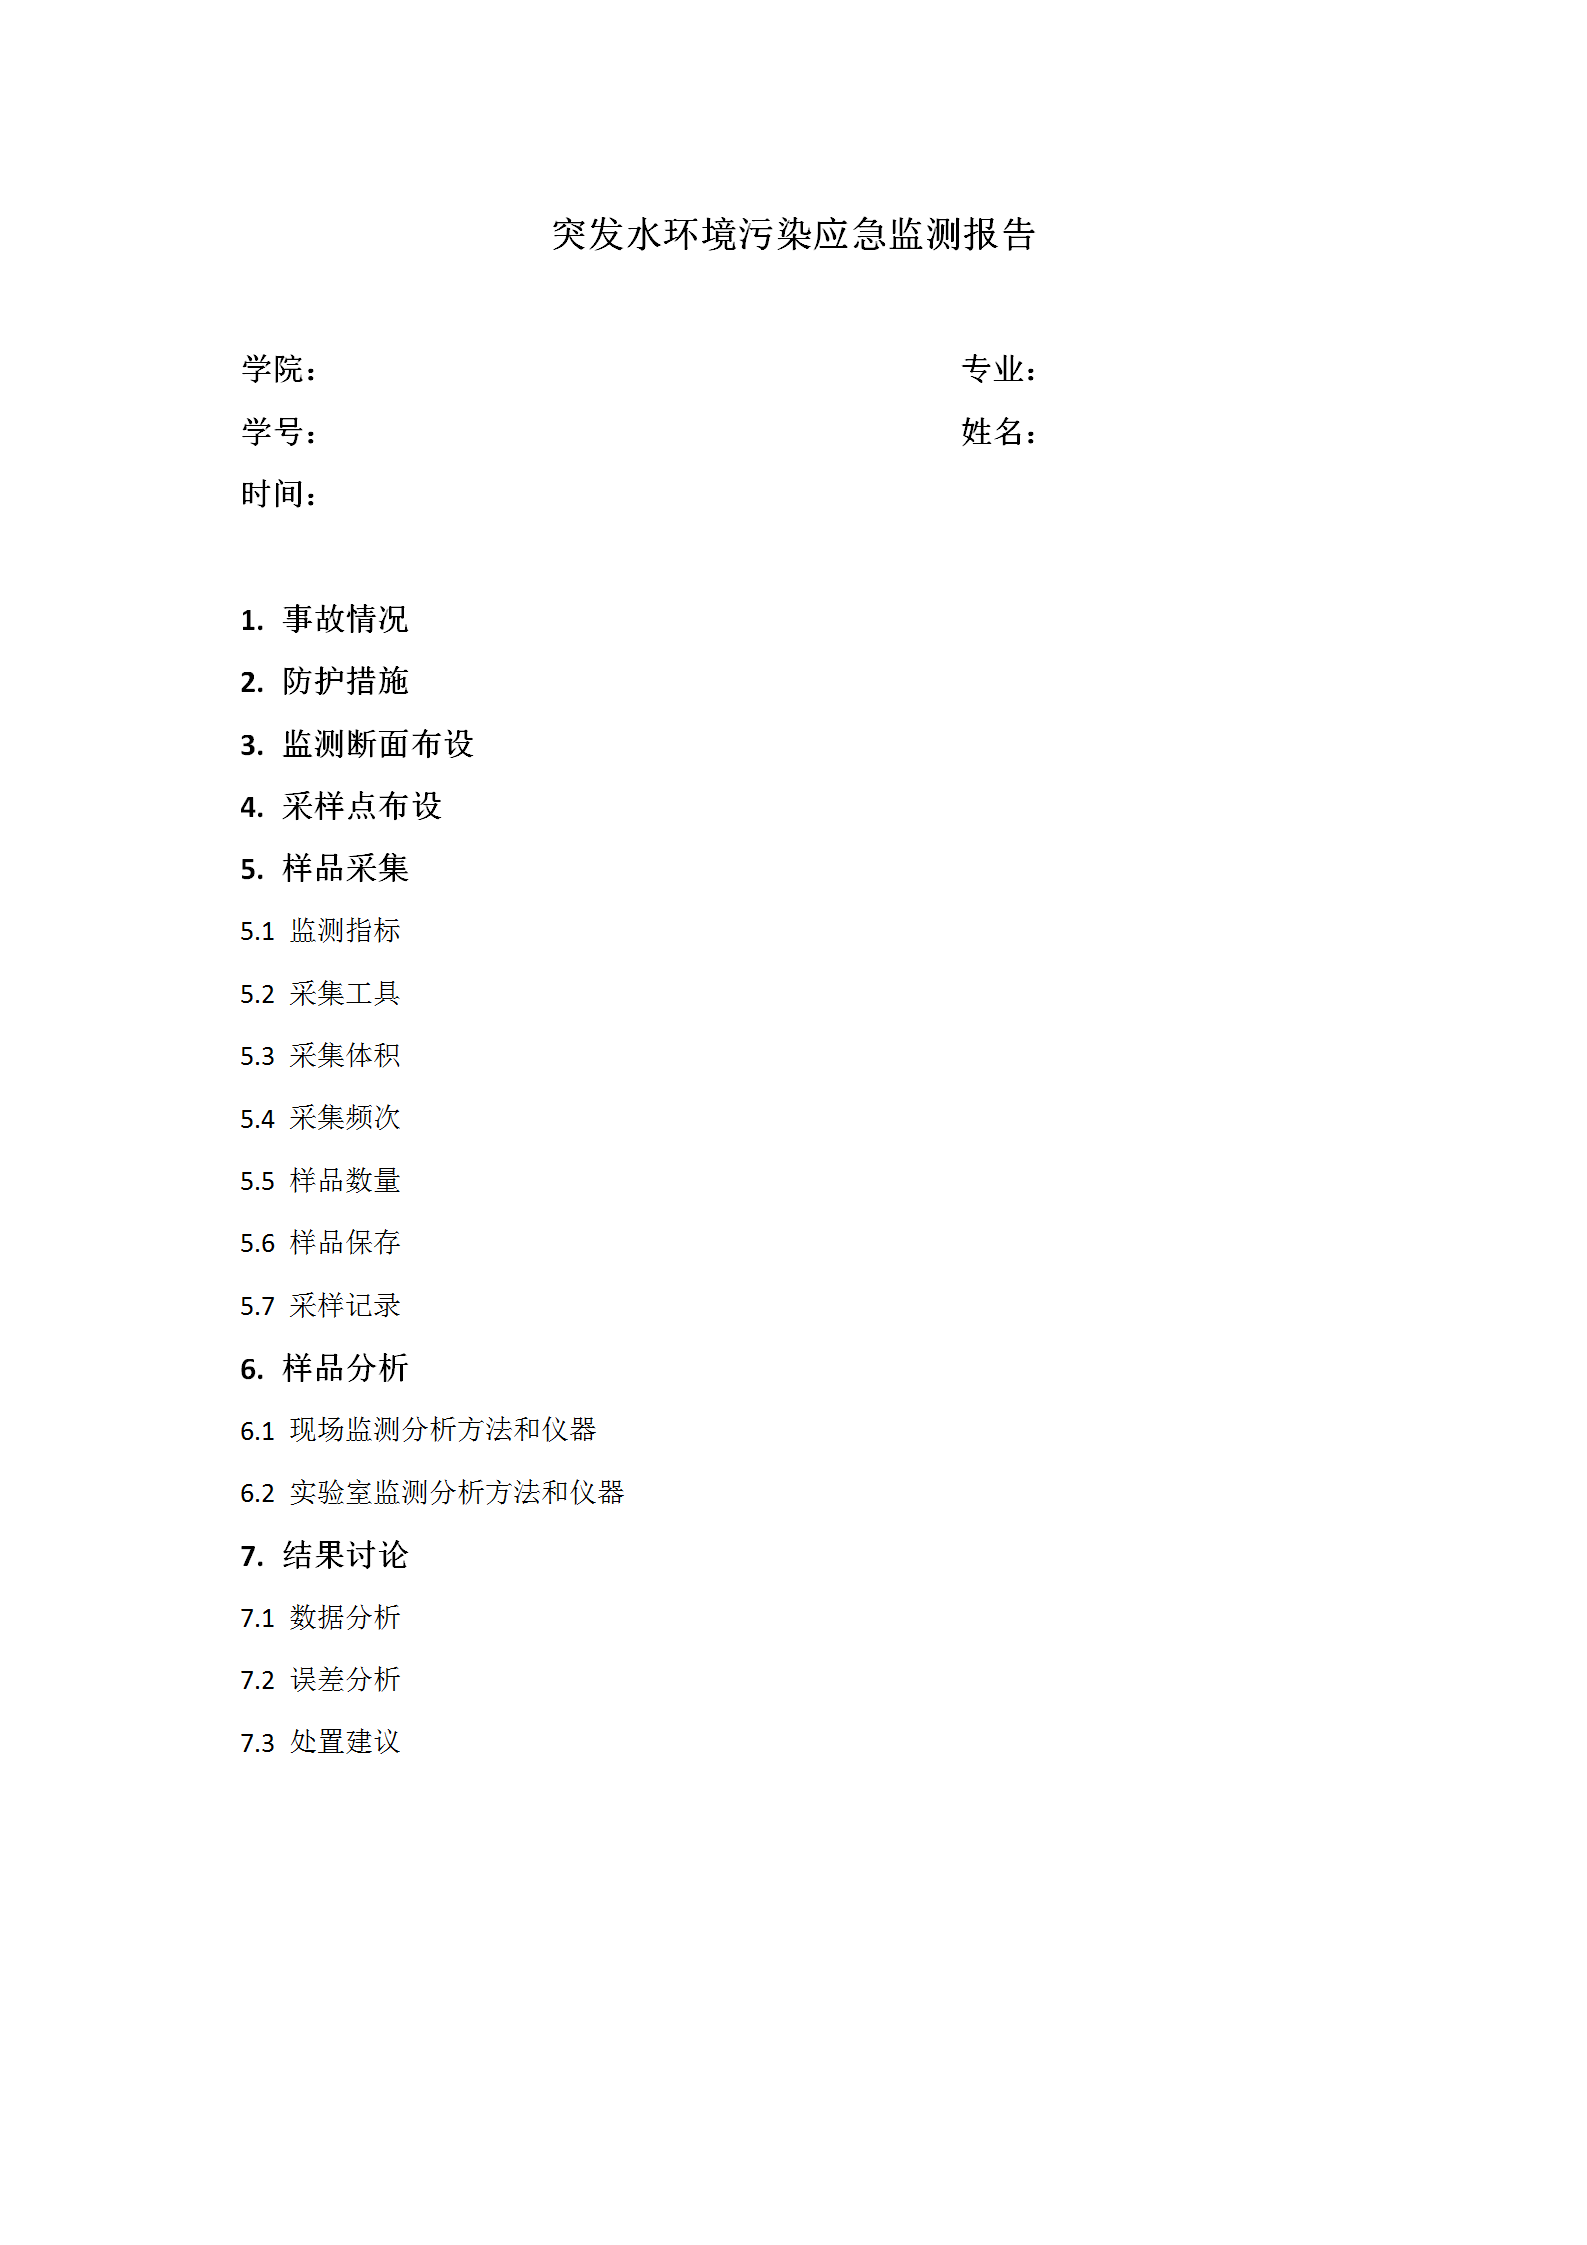 突发水环境污染应急监测报告
学院： 专业：
学号： 姓名：
时间：
1. 事故情况
2. 防护措施
3. 监测断面布设
4. 采样点布设
5. 样品采集
5.1 监测指标
5.2 采集工具
5.3 采集体积
5.4 采集频次
5.5 样品数量
5.6 样品保存
5.7 采样记录
6. 样品分析
6.1 现场监测分析方法和仪器
6.2 实验室监测分析方法和仪器
7. 结果讨论
7.1 数据分析
7.2 误差分析
7.3 处置建议